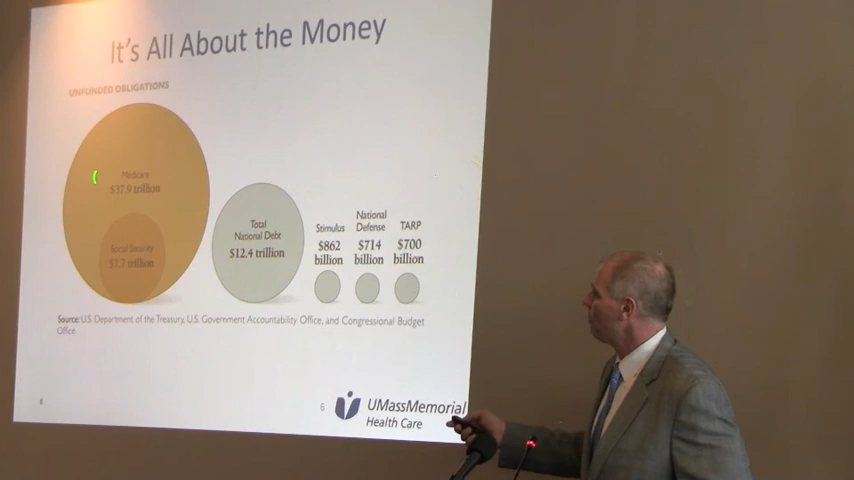 It's All About the Money
UNFUNDED OBLIGATIONS
Medicare
$37.9 trillion
Social Security
$7.7 trillion
Total
National Debt
$12.4 trillion
Stimulus
$862
billion
National
Defense
$714
billion
TARP
$700
billion
Source: U.S. Department of the Treasury, U.S. Government Accountability Office, and Congressional Budget
Office
6
6
UMassMemorial
Health Care